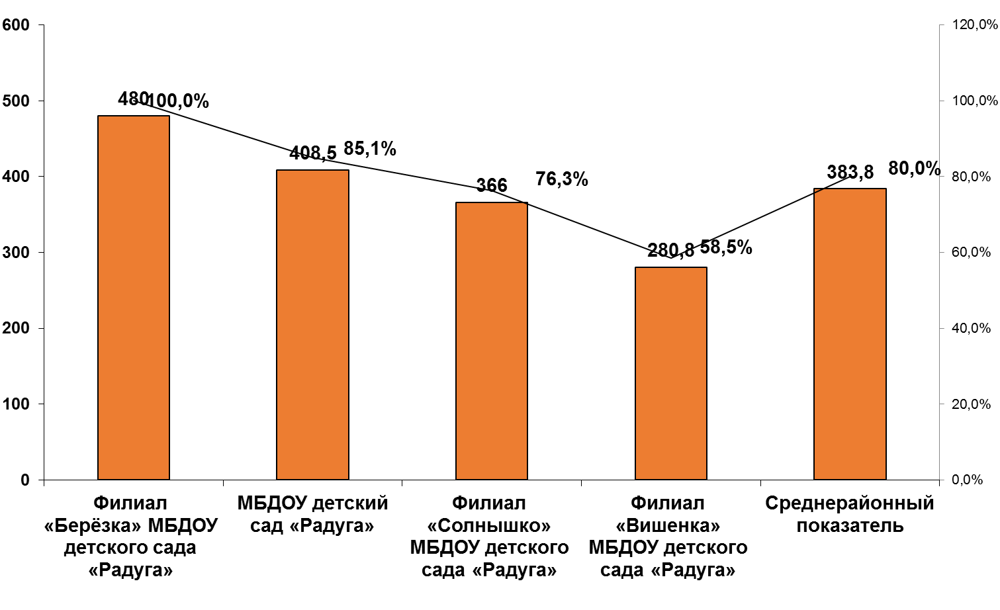 600
500
400
300
200
100
0
480
100,0%
408,5
85,1%
366
76,3%
280,8
58,5%
383,8
80,0%
120,0%
100,0%
80,0%
60,0%
40,0%
20,0%
0,0%
Филиал
«Берёзка» МБДОУ
детского сада
«Радуга»
МБДОУ детский
сад «Радуга»
Филиал
«Солнышко»
МБДОУ детского
сада «Радуга»
Филиал
«Вишенка»
МБДОУ детского
сада «Радуга»
Среднерайонный
показатель